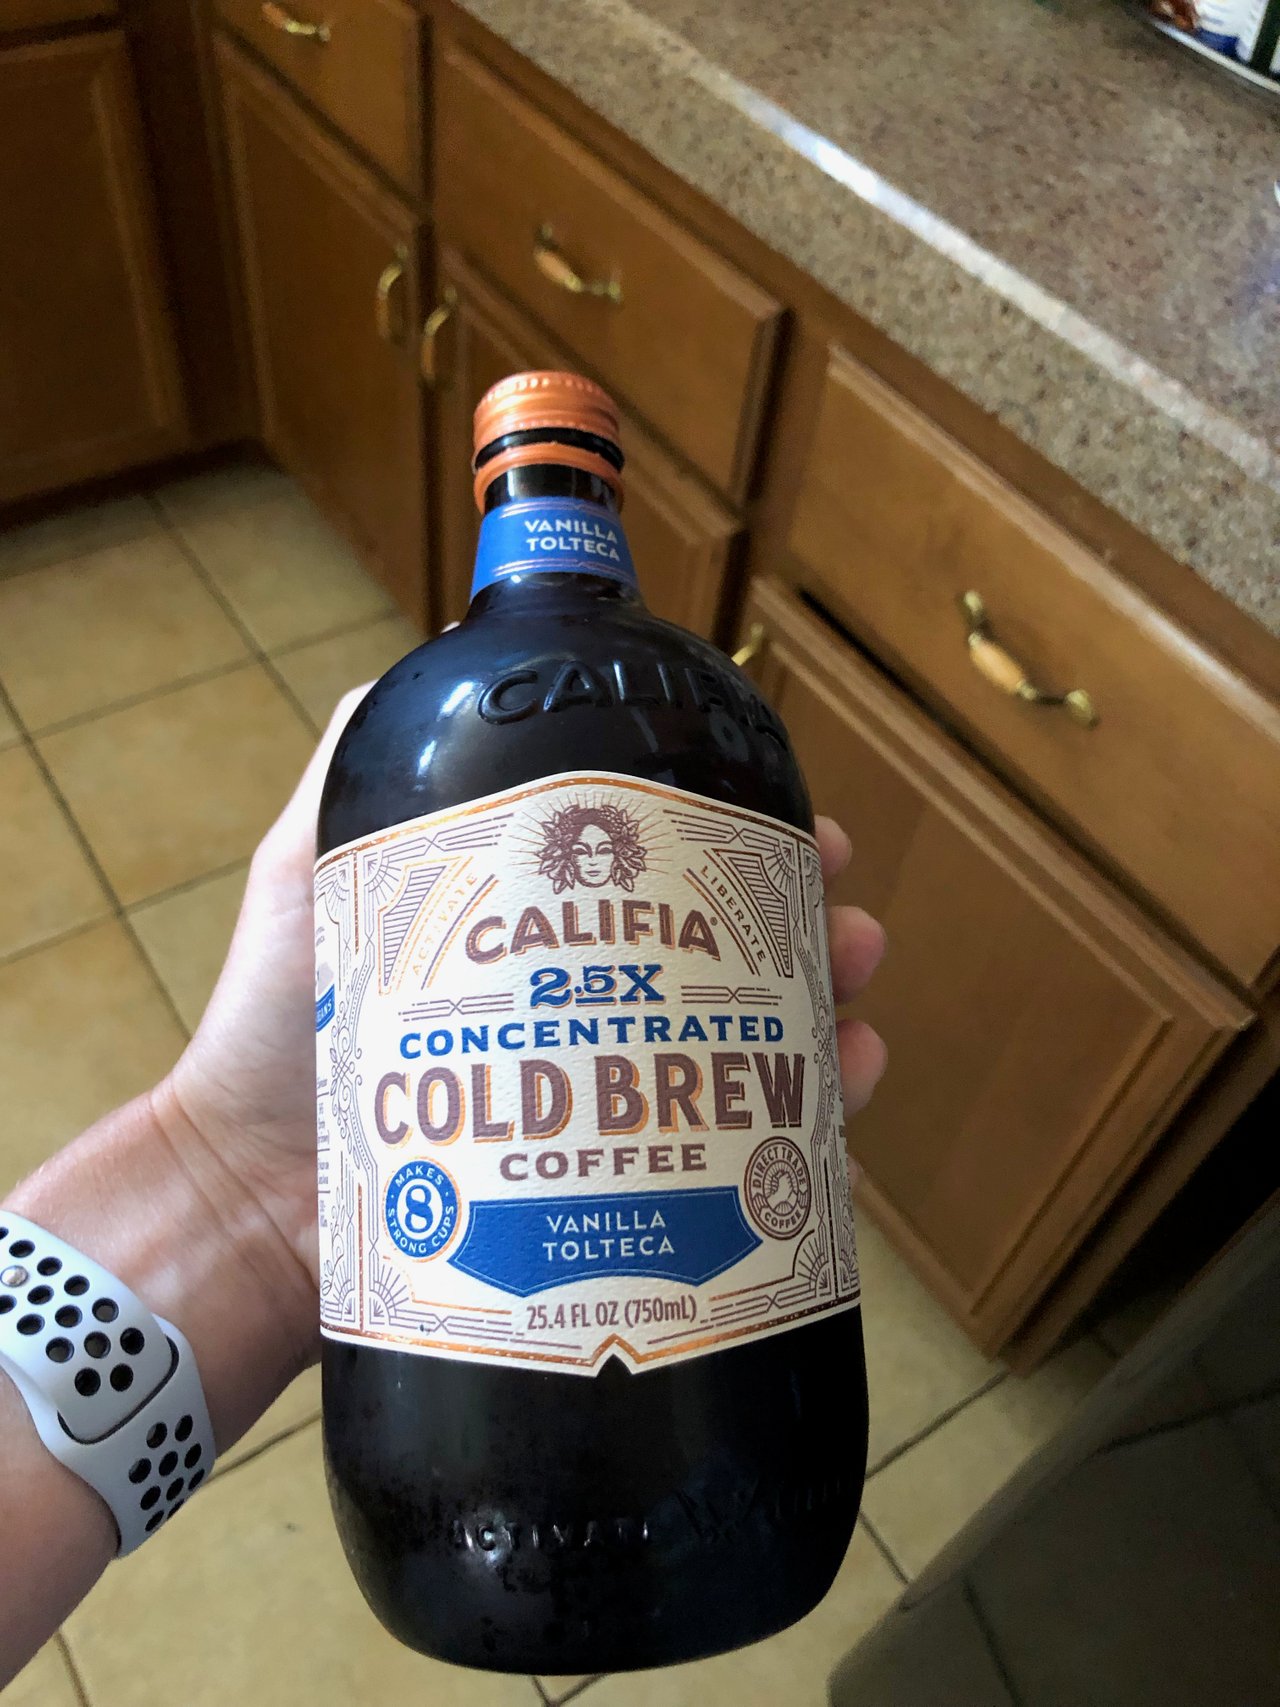 VANILLA
TOLTECA
CALIFIA
ACTIVATE
LIBERATE
CALIFIA®
2.5X
CONCENTRATED
COLD BREW
COFFEE
MAKES
8
STRONG CUPS
DIRECT TRADE
COFFEE
VANILLA
TOLTECA
25.4 FL OZ (750mL)
ACTIVATE